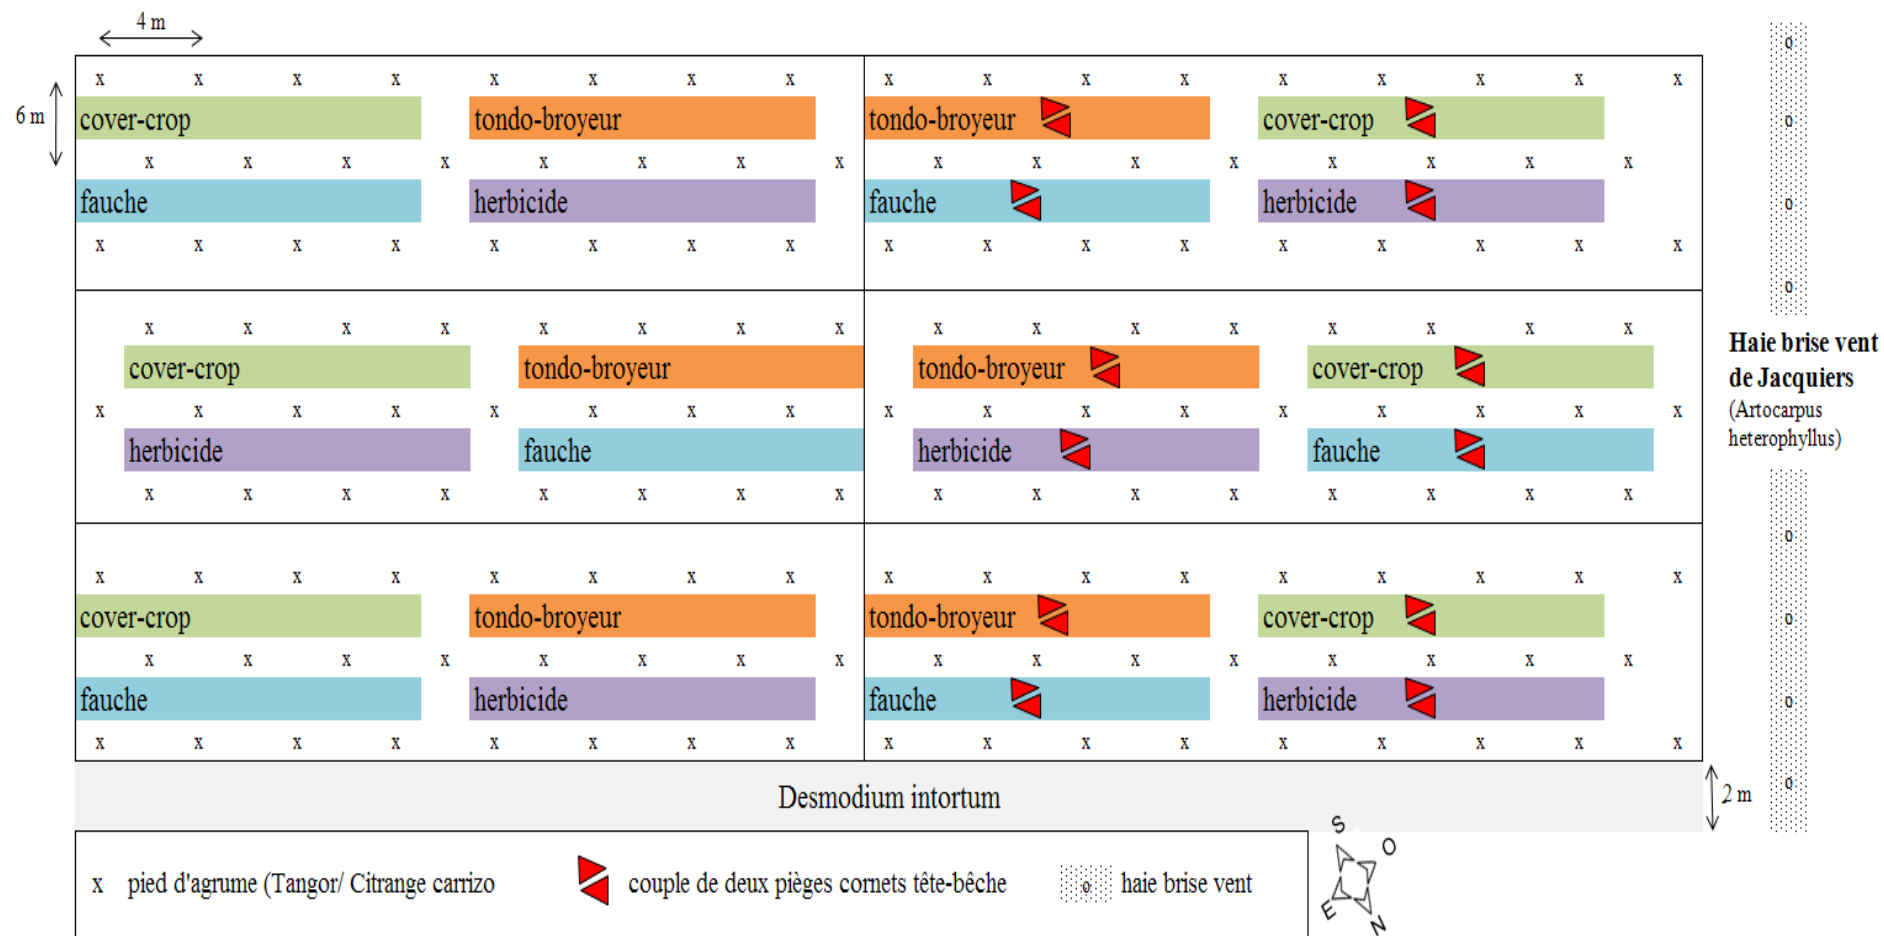 4 m
x x x x x x x x x x x x x x x x x o
6 m cover-crop tondo-broyeur tondo-broyeur cover-crop o
x x x x x x x x x x x x x x x x
fauche herbicide fauche herbicide o
x x x x x x x x x x x x x x x x x
o
x x x x x x x x x x x x x x x x
cover-crop tondo-broyeur tondo-broyeur cover-crop
x x x x x x x x x x x x x x x x x
herbicide fauche herbicide fauche
x x x x x x x x x x x x x x x x
Haie brise vent
de Jacquiers
(Artocarpus
heterophyllus)
o
x x x x x x x x x x x x x x x x x
cover-crop tondo-broyeur tondo-broyeur cover-crop o
x x x x x x x x x x x x x x x x
fauche herbicide fauche herbicide o
x x x x x x x x x x x x x x x x x
Desmodium intortum
2 m o
x pied d'agrume (Tangor/ Citrange carrizo
couple de deux pièges cornets tête-bêche
o haie brise vent
S
O
E
N